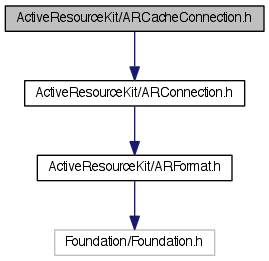 ActiveResourceKit/ARCacheConnection.h
ActiveResourceKit/ARConnection.h
ActiveResourceKit/ARFormat.h
Foundation/Foundation.h